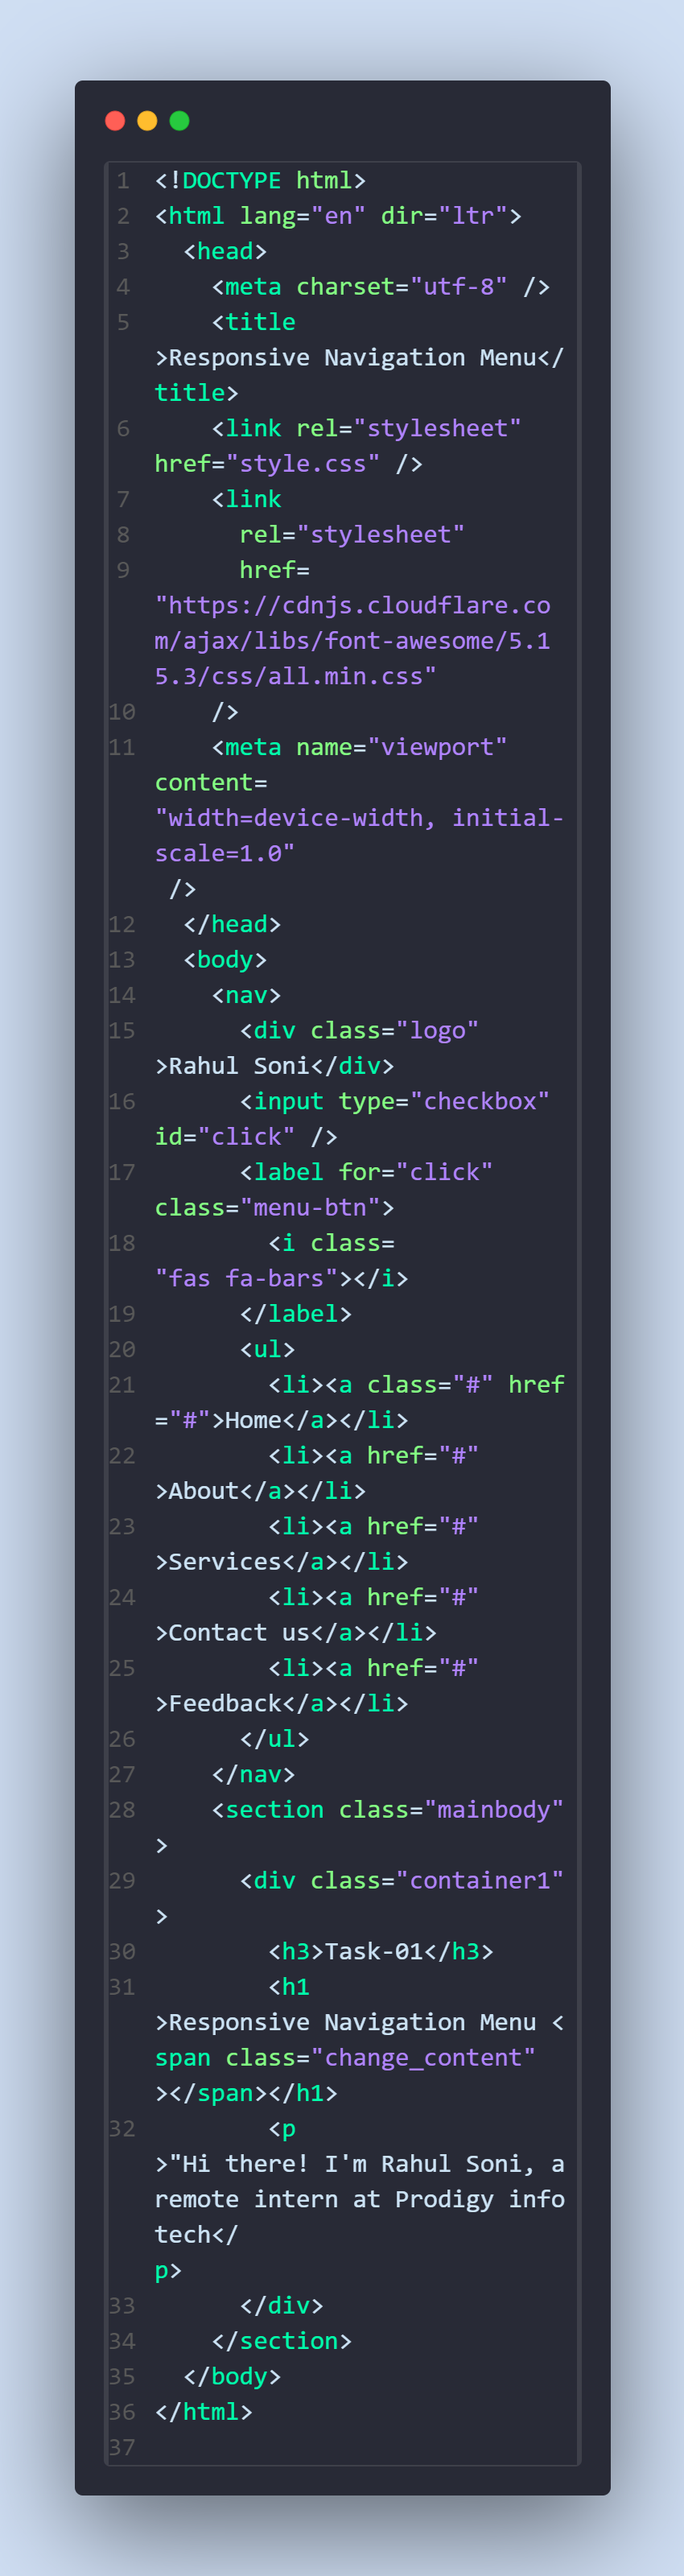 1 <!DOCTYPE html>
2 <html lang="en" dir="ltr">
3   <head>
4     <meta charset="utf-8" />
5     <title
>Responsive Navigation Menu</
title>
6     <link rel="stylesheet"
href="style.css" />
7     <link
8       rel="stylesheet"
9       href=
"https://cdnjs.cloudflare.co
m/ajax/libs/font-awesome/5.1
5.3/css/all.min.css"
10     />
11     <meta name="viewport"
content=
"width=device-width, initial-
scale=1.0"
 />
12   </head>
13   <body>
14     <nav>
15       <div class="logo"
>Rahul Soni</div>
16       <input type="checkbox"
id="click" />
17       <label for="click"
class="menu-btn">
18         <i class=
"fas fa-bars"></i>
19       </label>
20       <ul>
21         <li><a class="#" href
="#">Home</a></li>
22         <li><a href="#"
>About</a></li>
23         <li><a href="#"
>Services</a></li>
24         <li><a href="#"
>Contact us</a></li>
25         <li><a href="#"
>Feedback</a></li>
26       </ul>
27     </nav>
28     <section class="mainbody"
>
29       <div class="container1"
>
30         <h3>Task-01</h3>
31         <h1
>Responsive Navigation Menu <
span class="change_content"
></span></h1>
32         <p
>"Hi there! I'm Rahul Soni, a
remote intern at Prodigy info
tech</
p>
33       </div>
34     </section>
35   </body>
36 </html>
37